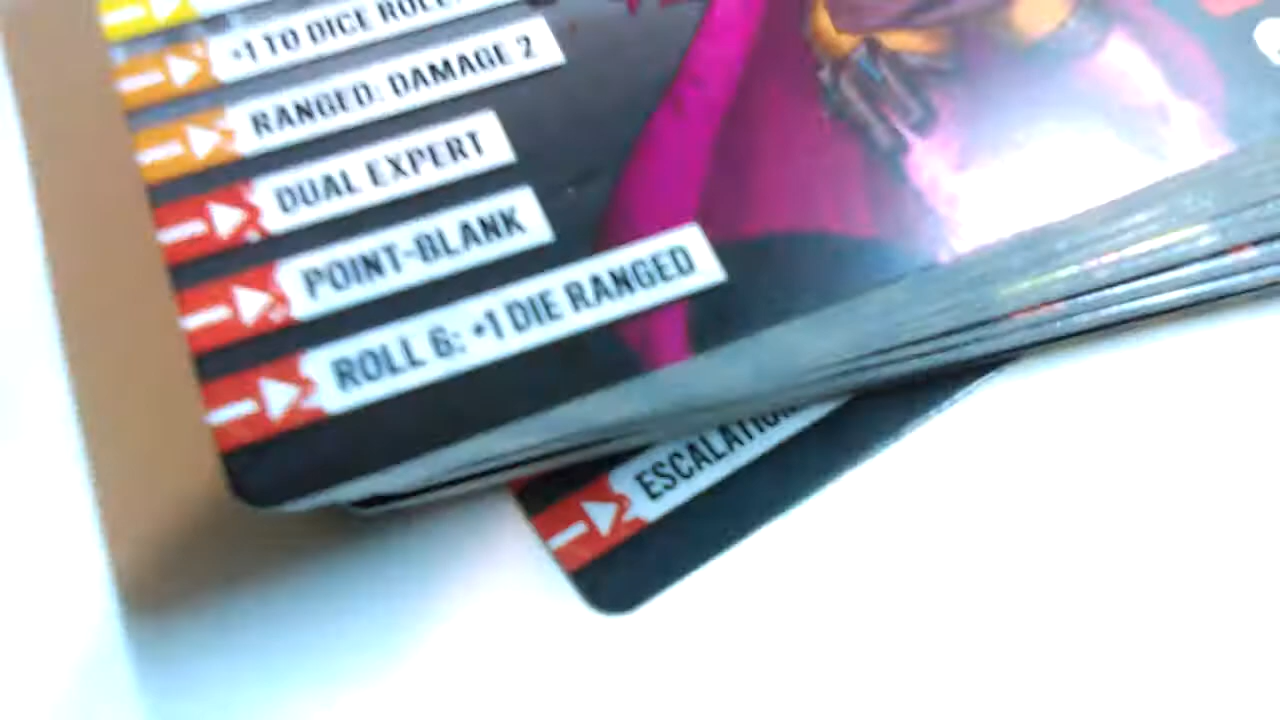 +1 TO DICE ROLL:
RANGED: DAMAGE 2
DUAL EXPERT
POINT-BLANK
ROLL 6: +1 DIE RANGED
ESCALATION